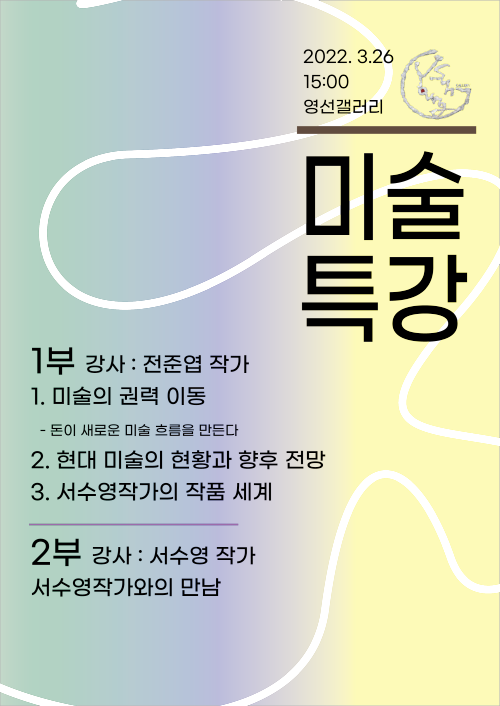 2022. 3.26
15:00
영선갤러리
미술
특강
1부 강사 : 전준엽 작가
1. 미술의 권력 이동
- 돈이 새로운 미술 흐름을 만든다
2. 현대 미술의 현황과 향후 전망
3. 서수영작가의 작품 세계
2부 강사 : 서수영 작가
서수영작가와의 만남